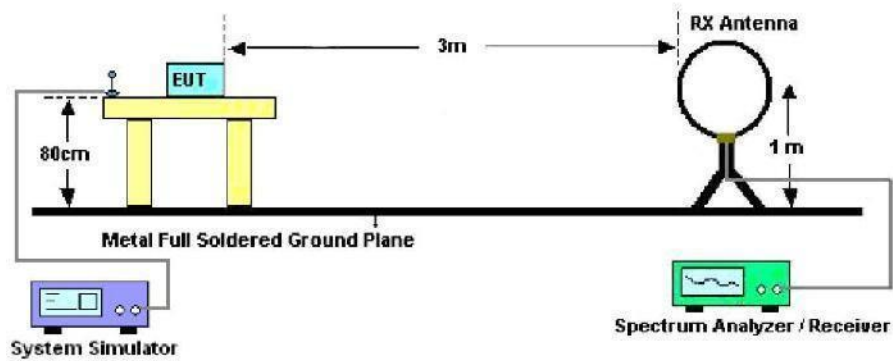 RX Antenna
3m
EUT
80cm
1 m
Metal Full Soldered Ground Plane
System Simulator
Spectrum Analyzer / Receiver